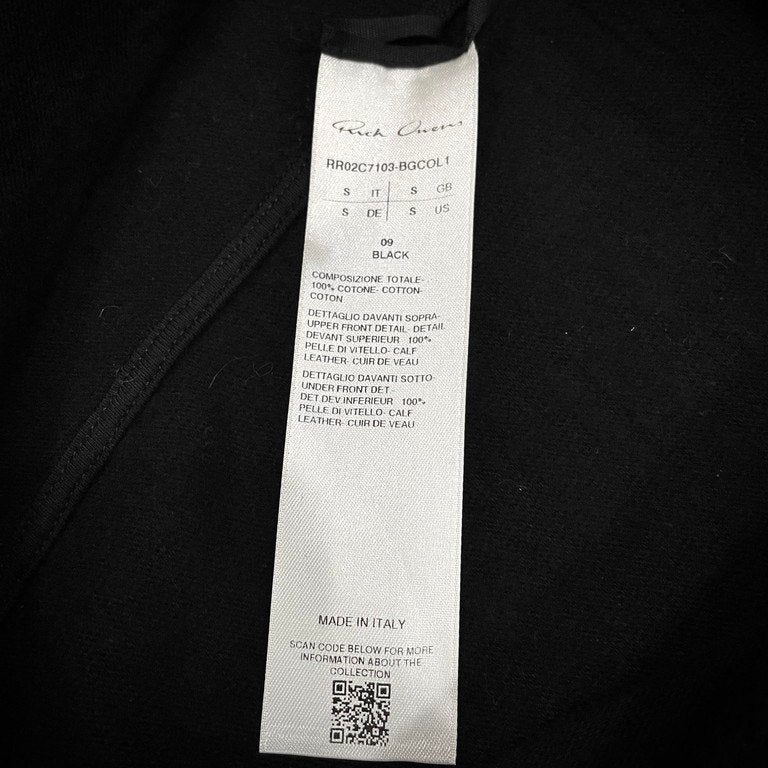 Rick Owens
RR02C7103-BGCOL1
S IT S GB
S DE S US
09
BLACK
COMPOSIZIONE TOTALE-
100% COTONE- COTTON-
COTON
DETTAGLIO DAVANTI SOPRA-
UPPER FRONT DETAIL- DETAIL
DEVANT SUPERIEUR 100%
PELLE DI VITELLO- CALF
LEATHER- CUIR DE VEAU
DETTAGLIO DAVANTI SOTTO-
UNDER FRONT DET.
DET DEV INFERIEUR 100%
PELLE DI VITELLO- CALF
LEATHER- CUIR DE VEAU
MADE IN ITALY
SCAN CODE BELOW FOR MORE
INFORMATION ABOUT THE
COLLECTION